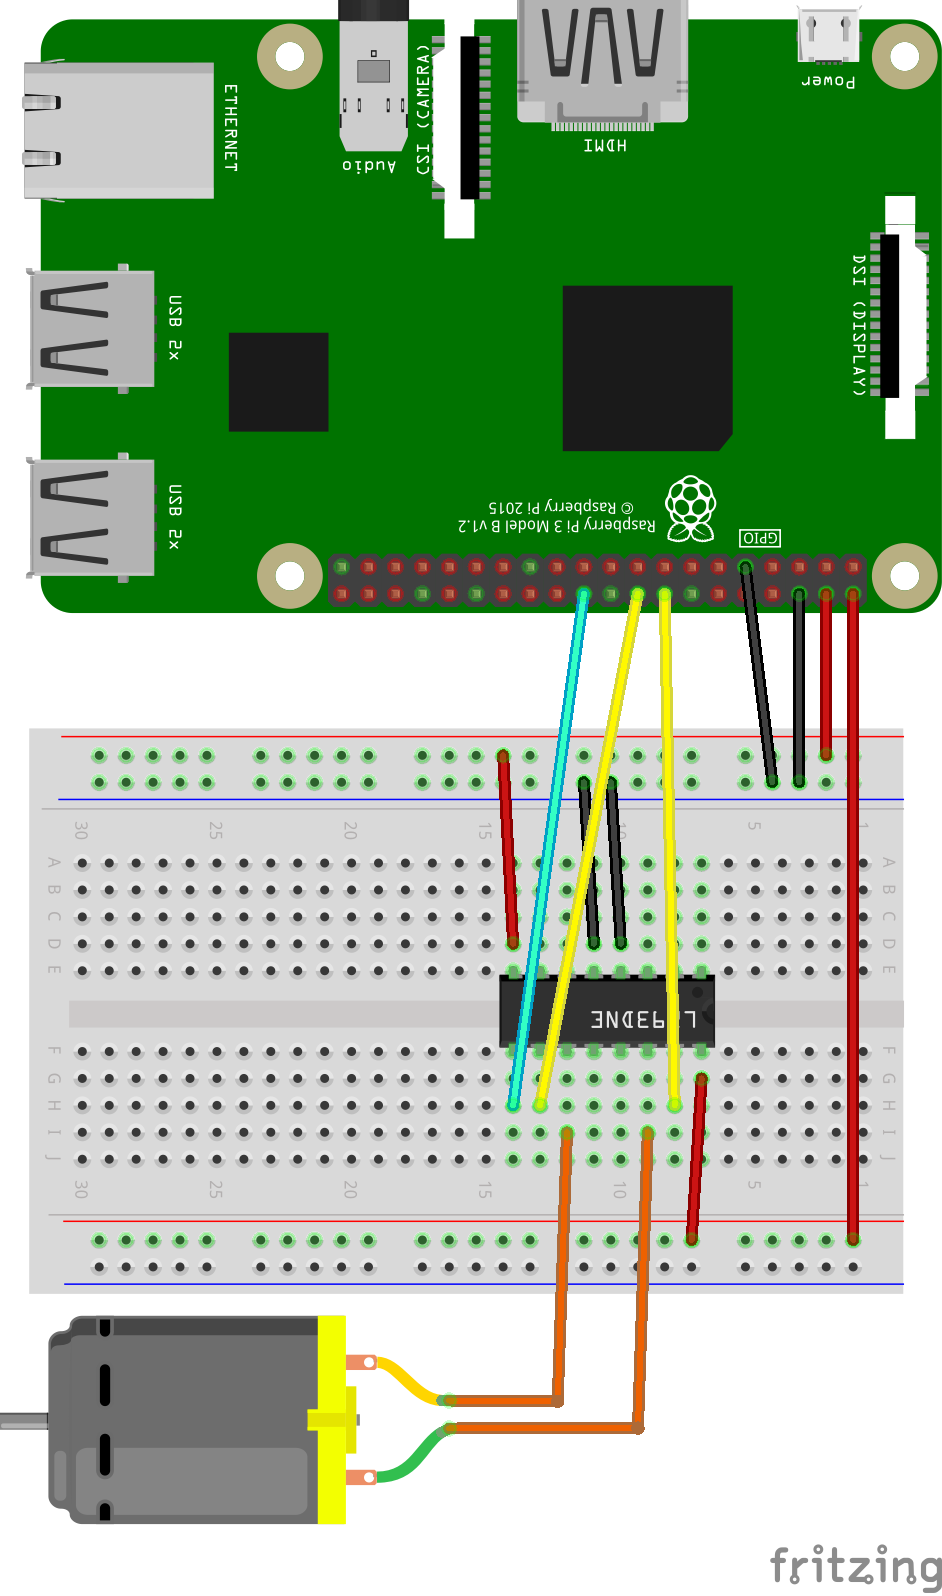 ETHERNET
Audio
CSI (CAMERA)
HDMI
Power
USB 2x
DSI (DISPLAY)
USB 2x
© Raspberry Pi 2015
Raspberry Pi 3 Model B v1.2
GPIO
30 25 20 15 10 5 1
A A
B B
C C
D D
E E
L293DNE
F F
G G
H H
I I
J J
30 25 20 15 10 5 1
fritzing